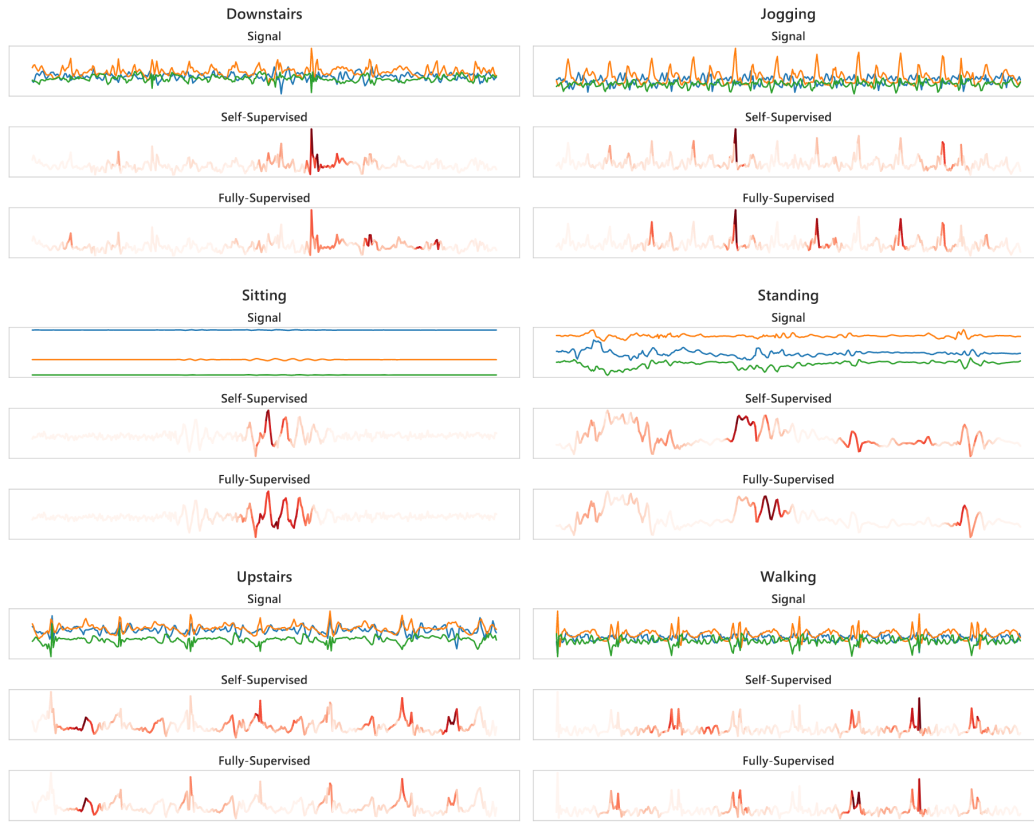 Downstairs
Signal
Self-Supervised
Fully-Supervised
Jogging
Signal
Self-Supervised
Fully-Supervised
Sitting
Signal
Self-Supervised
Fully-Supervised
Standing
Signal
Self-Supervised
Fully-Supervised
Upstairs
Signal
Self-Supervised
Fully-Supervised
Walking
Signal
Self-Supervised
Fully-Supervised